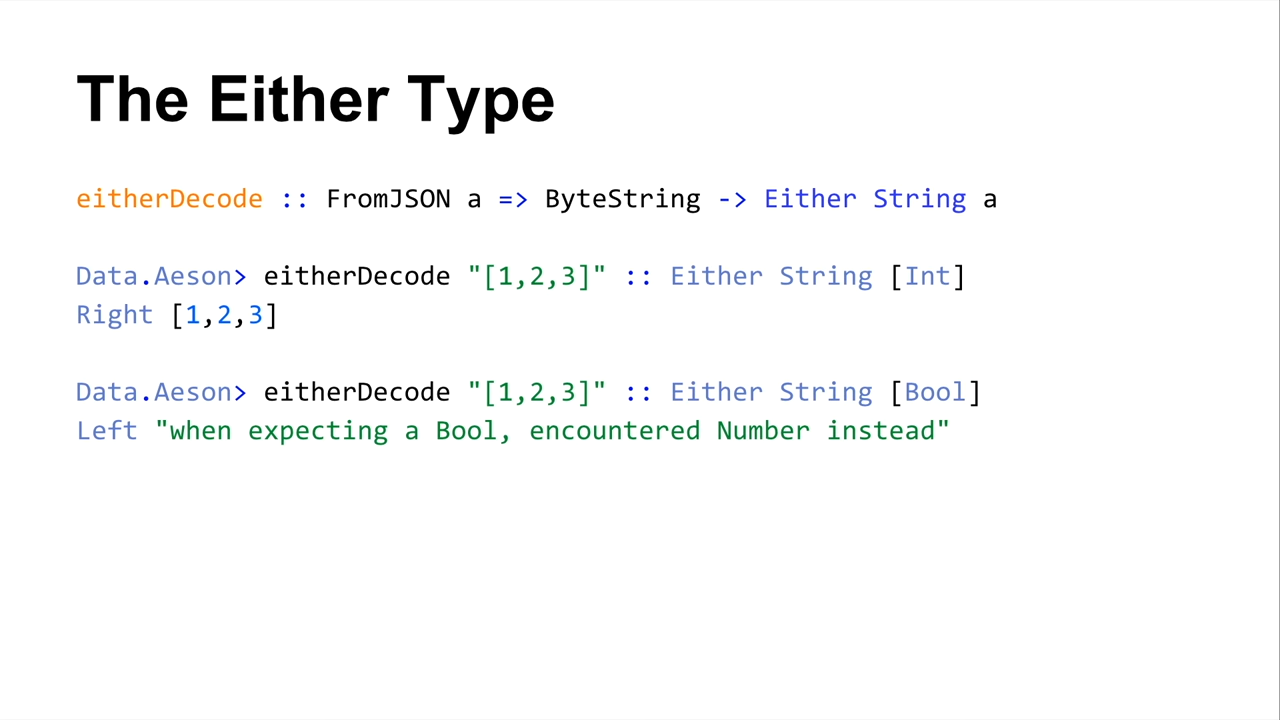 The Either Type
eitherDecode :: FromJSON a => ByteString -> Either String a
Data.Aeson> eitherDecode "[1,2,3]" :: Either String [Int]
Right [1,2,3]
Data.Aeson> eitherDecode "[1,2,3]" :: Either String [Bool]
Left "when expecting a Bool, encountered Number instead"